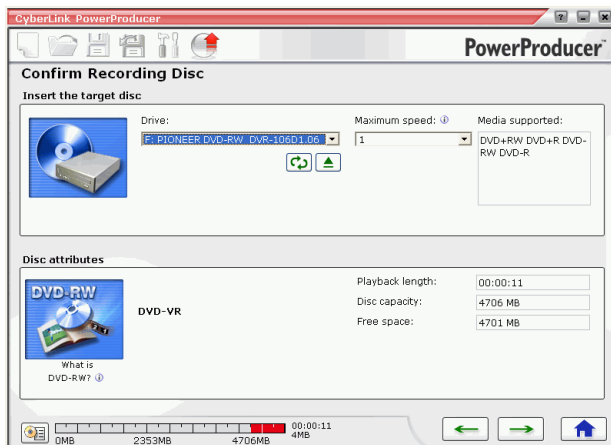 CyberLink PowerProducer
PowerProducer™
Confirm Recording Disc
Insert the target disc
Drive:
Maximum speed:
Media supported:
F: PIONEER DVD-RW DVR-106D1.06
1
DVD+RW DVD+R DVD-
RW DVD-R
Disc attributes
DVD-RW
DVD-VR
Playback length:
00:00:11
Disc capacity:
4706 MB
Free space:
4701 MB
What is
DVD-RW?
00:00:11
4MB
0MB
2353MB
4706MB